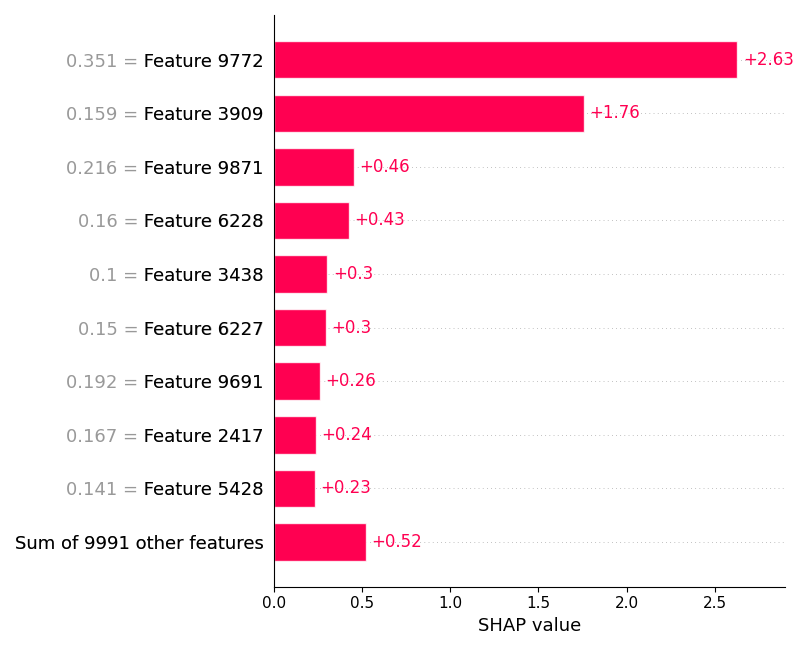 0.351 = Feature 9772 +2.63
0.159 = Feature 3909 +1.76
0.216 = Feature 9871 +0.46
0.16 = Feature 6228 +0.43
0.1 = Feature 3438 +0.3
0.15 = Feature 6227 +0.3
0.192 = Feature 9691 +0.26
0.167 = Feature 2417 +0.24
0.141 = Feature 5428 +0.23
Sum of 9991 other features +0.52
0.0 0.5 1.0 1.5 2.0 2.5
SHAP value